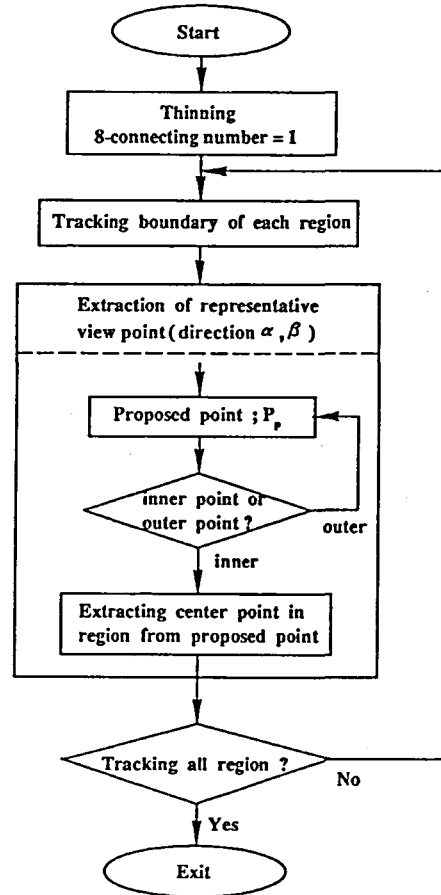 Start
Thinning
8-connecting number = 1
Tracking boundary of each region
Extraction of representative
view point (direction α, β)
Proposed point ; Pp
inner point or
outer point ?
outer
inner
Extracting center point in
region from proposed point
Tracking all region ?
No
Yes
Exit